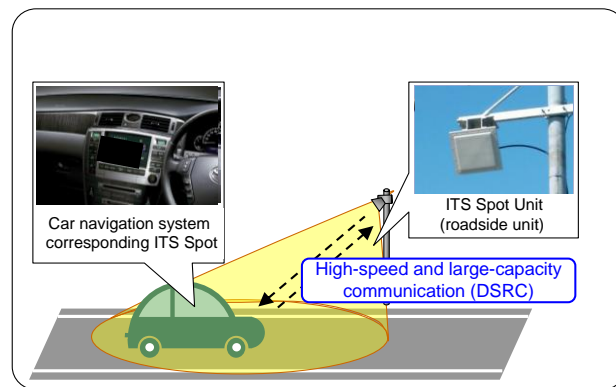 Car navigation system
corresponding ITS Spot
ITS Spot Unit
(roadside unit)
High-speed and large-capacity
communication (DSRC)